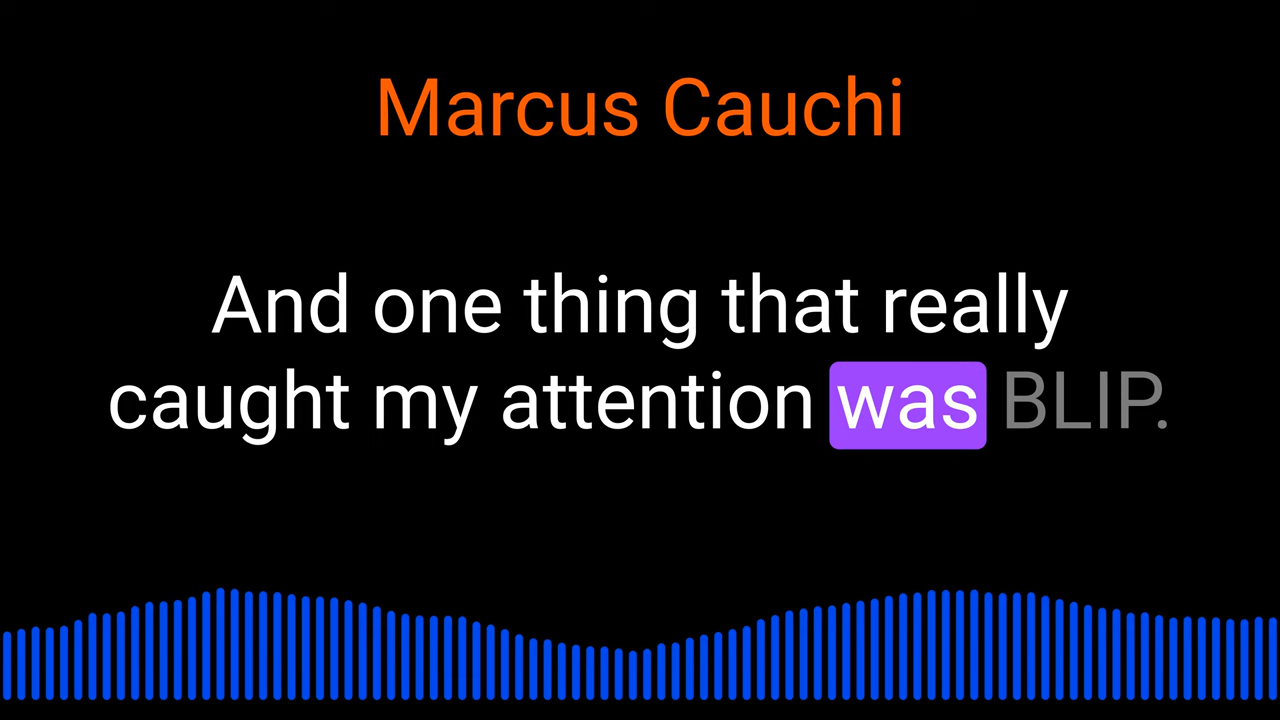 Marcus Cauchi
And one thing that really
caught my attention was BLIP.